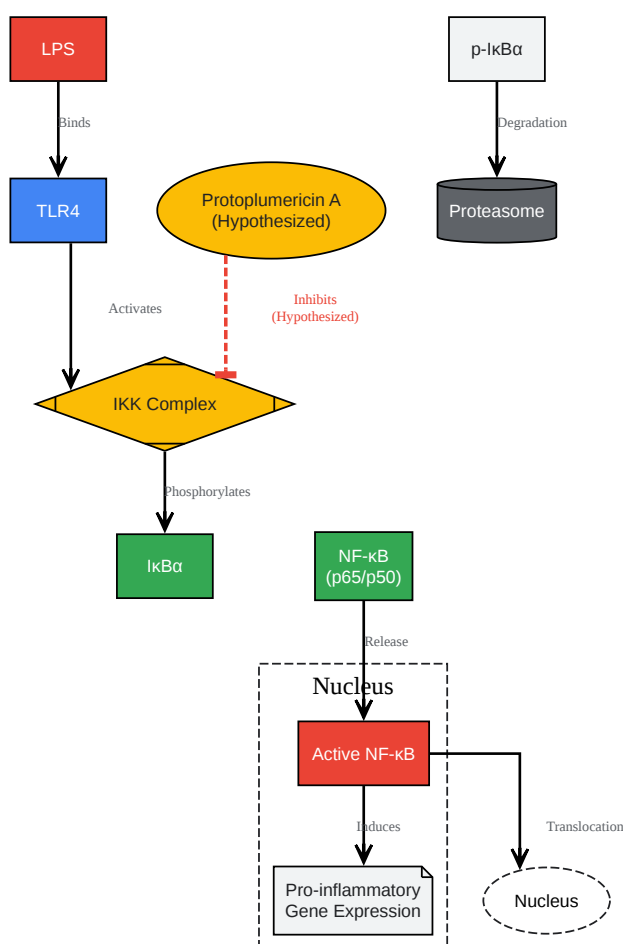 LPS
p-IκBα
Binds
Degradation
TLR4
Protoplumericin A
(Hypothesized)
Proteasome
Activates
Inhibits
(Hypothesized)
IKK Complex
Phosphorylates
IκBα
NF-κB
(p65/p50)
Release
Nucleus
Active NF-κB
Induces
Translocation
Pro-inflammatory
Gene Expression
Nucleus